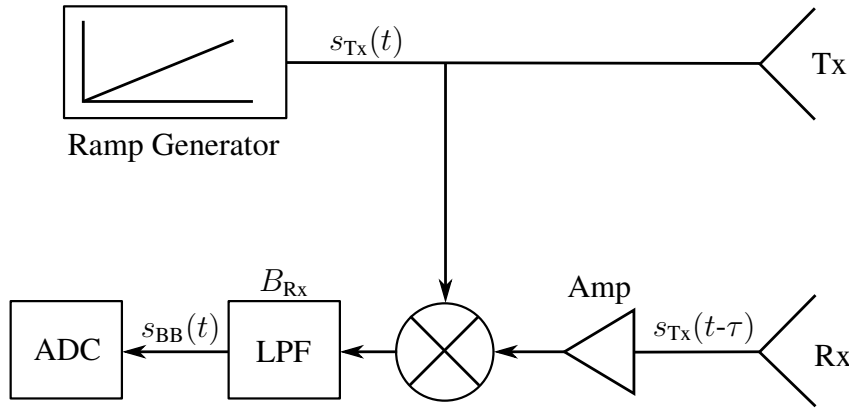 s_Tx(t)
Tx
Ramp Generator
B_Rx
Amp
ADC
s_BB(t)
LPF
s_Tx(t-τ)
Rx